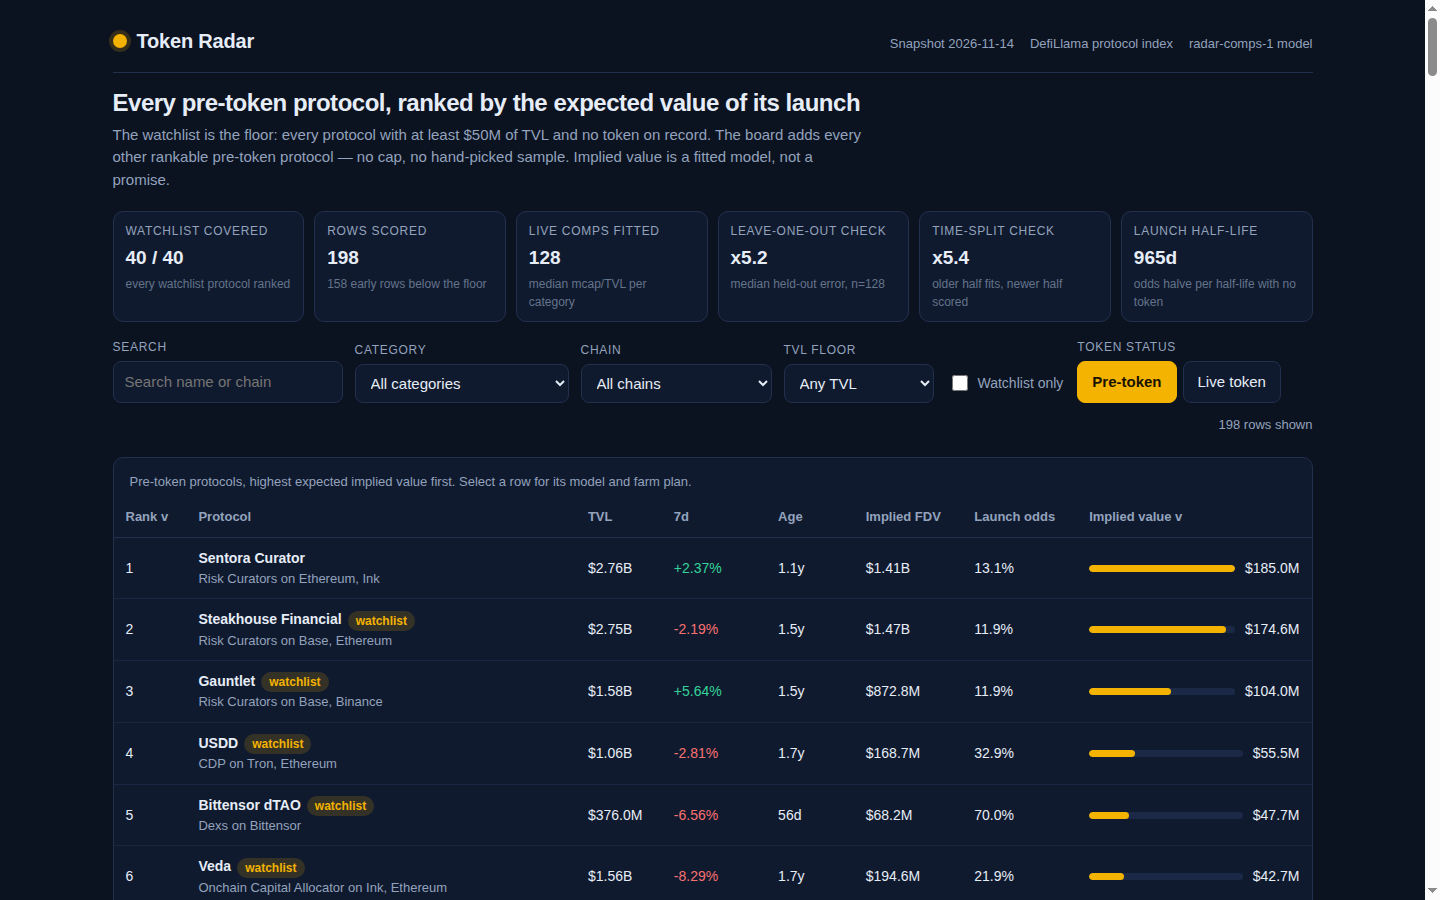 Token Radar
Snapshot 2026-11-14 DefiLlama protocol index radar-comps-1 model
Every pre-token protocol, ranked by the expected value of its launch
The watchlist is the floor: every protocol with at least $50M of TVL and no token on record. The board adds every
other rankable pre-token protocol — no cap, no hand-picked sample. Implied value is a fitted model, not a
promise.
WATCHLIST COVERED
40 / 40
every watchlist protocol ranked
ROWS SCORED
198
158 early rows below the floor
LIVE COMPS FITTED
128
median mcap/TVL per
category
LEAVE-ONE-OUT CHECK
x5.2
median held-out error, n=128
TIME-SPLIT CHECK
x5.4
older half fits, newer half
scored
LAUNCH HALF-LIFE
965d
odds halve per half-life with no
token
SEARCH
Search name or chain
CATEGORY
All categories
CHAIN
All chains
TVL FLOOR
Any TVL
Watchlist only
TOKEN STATUS
Pre-token Live token
198 rows shown
Pre-token protocols, highest expected implied value first. Select a row for its model and farm plan.
Rank v Protocol TVL 7d Age Implied FDV Launch odds Implied value v
1 Sentora Curator $2.76B +2.37% 1.1y $1.41B 13.1% $185.0M
Risk Curators on Ethereum, Ink
2 Steakhouse Financial watchlist $2.75B -2.19% 1.5y $1.47B 11.9% $174.6M
Risk Curators on Base, Ethereum
3 Gauntlet watchlist $1.58B +5.64% 1.5y $872.8M 11.9% $104.0M
Risk Curators on Base, Binance
4 USDD watchlist $1.06B -2.81% 1.7y $168.7M 32.9% $55.5M
CDP on Tron, Ethereum
5 Bittensor dTAO watchlist $376.0M -6.56% 56d $68.2M 70.0% $47.7M
Dexs on Bittensor
6 Veda watchlist $1.56B -8.29% 1.7y $194.6M 21.9% $42.7M
Onchain Capital Allocator on Ink, Ethereum